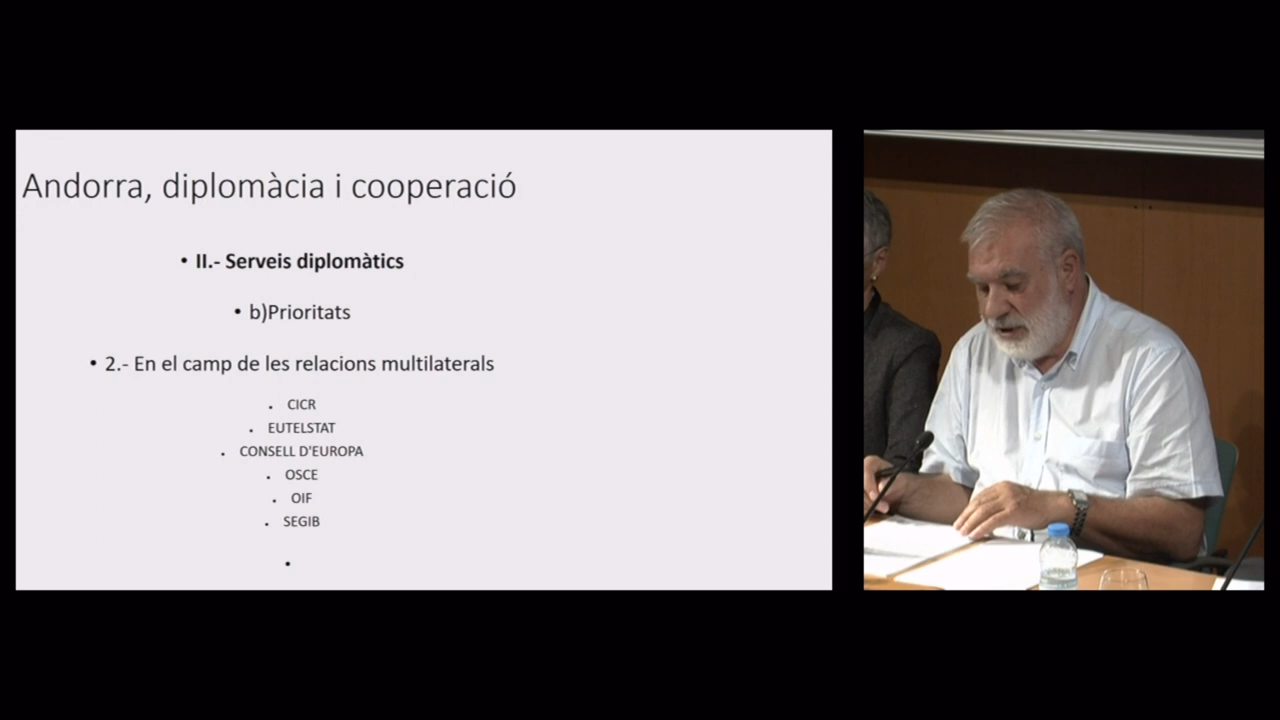 Andorra, diplomàcia i cooperació
• II.- Serveis diplomàtics
• b)Prioritats
• 2.- En el camp de les relacions multilaterals
• CICR
• EUTELSTAT
• CONSELL D'EUROPA
• OSCE
• OIF
• SEGIB
•